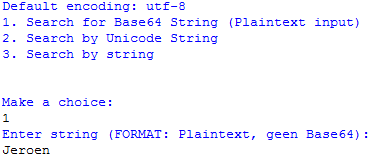 Default encoding: utf-8
1. Search for Base64 String (Plaintext input)
2. Search by Unicode String
3. Search by string
Make a choice:
1
Enter string (FORMAT: Plaintext, geen Base64):
Jeroen